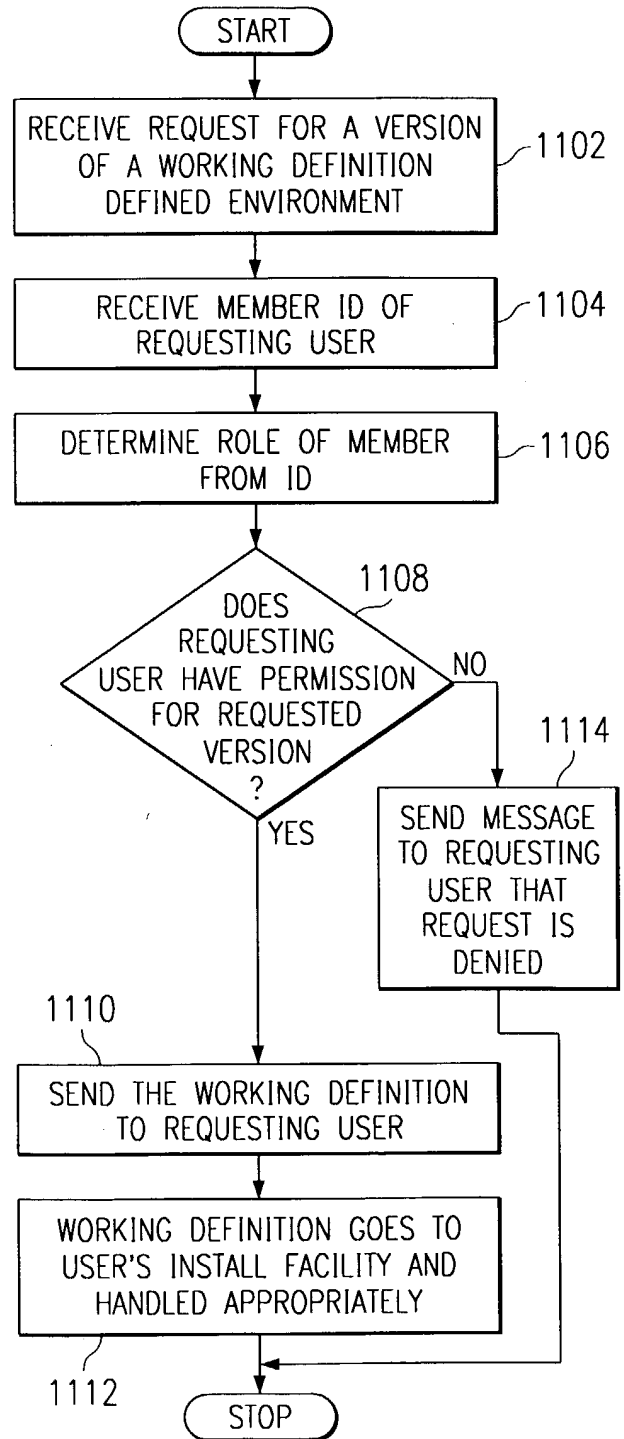 START
RECEIVE REQUEST FOR A VERSION
OF A WORKING DEFINITION
DEFINED ENVIRONMENT
1102
RECEIVE MEMBER ID OF
REQUESTING USER
1104
DETERMINE ROLE OF MEMBER
FROM ID
1106
1108
DOES
REQUESTING
USER HAVE PERMISSION
FOR REQUESTED
VERSION
?
NO
YES
1114
SEND MESSAGE
TO REQUESTING
USER THAT
REQUEST IS
DENIED
1110
SEND THE WORKING DEFINITION
TO REQUESTING USER
WORKING DEFINITION GOES TO
USER'S INSTALL FACILITY AND
HANDLED APPROPRIATELY
1112
STOP